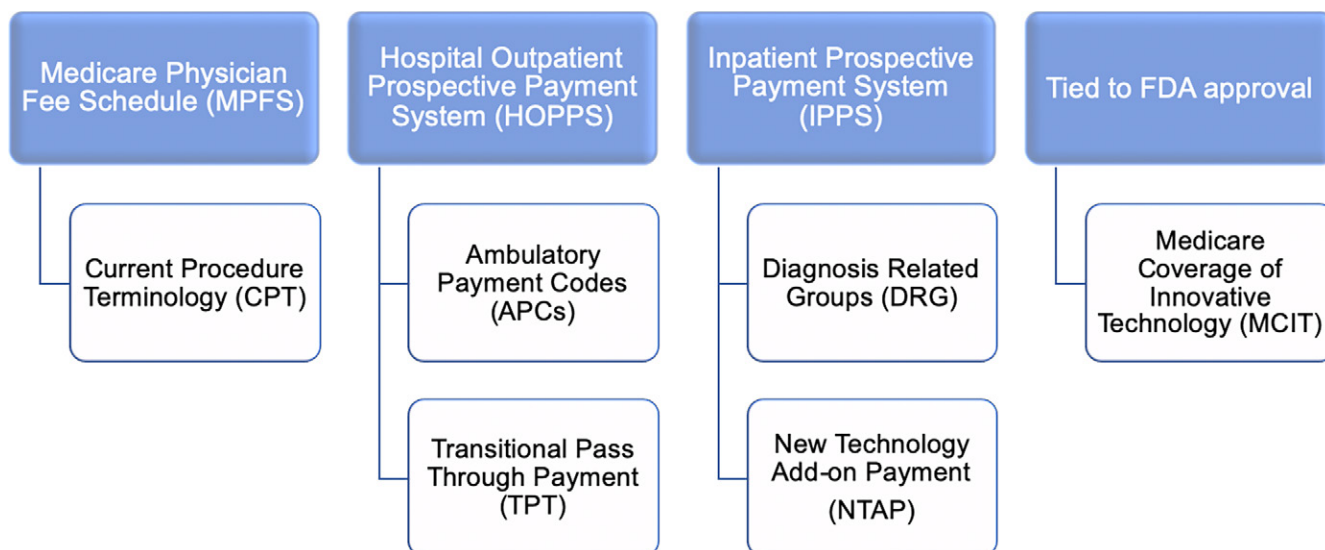 Medicare Physician
Fee Schedule (MPFS)
Hospital Outpatient
Prospective Payment
System (HOPPS)
Inpatient Prospective
Payment System
(IPPS)
Tied to FDA approval
Current Procedure
Terminology (CPT)
Ambulatory
Payment Codes
(APCs)
Diagnosis Related
Groups (DRG)
Medicare
Coverage of
Innovative
Technology (MCIT)
Transitional Pass
Through Payment
(TPT)
New Technology
Add-on Payment
(NTAP)